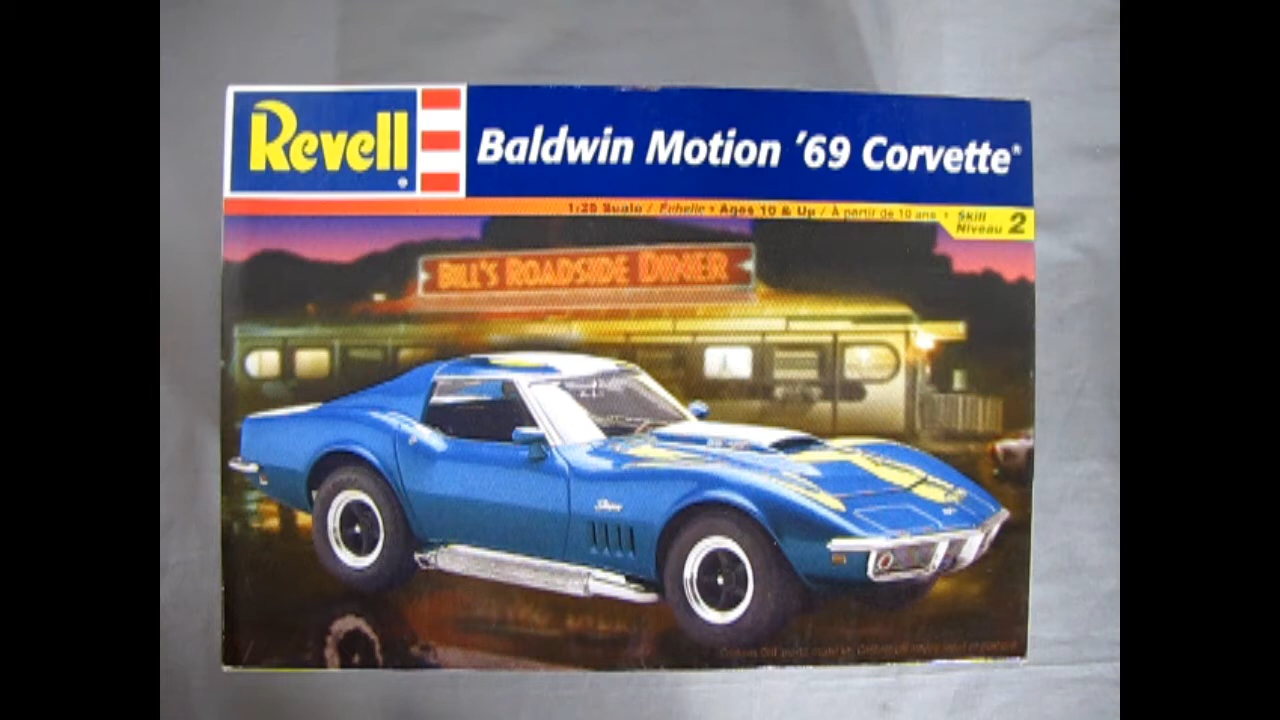 Revell
Baldwin Motion '69 Corvette®
1:25 Scale / Échelle • Ages 10 & Up / À partir de 10 ans • Skill
Niveau 2
BILL'S ROADSIDE DINER
Stingray